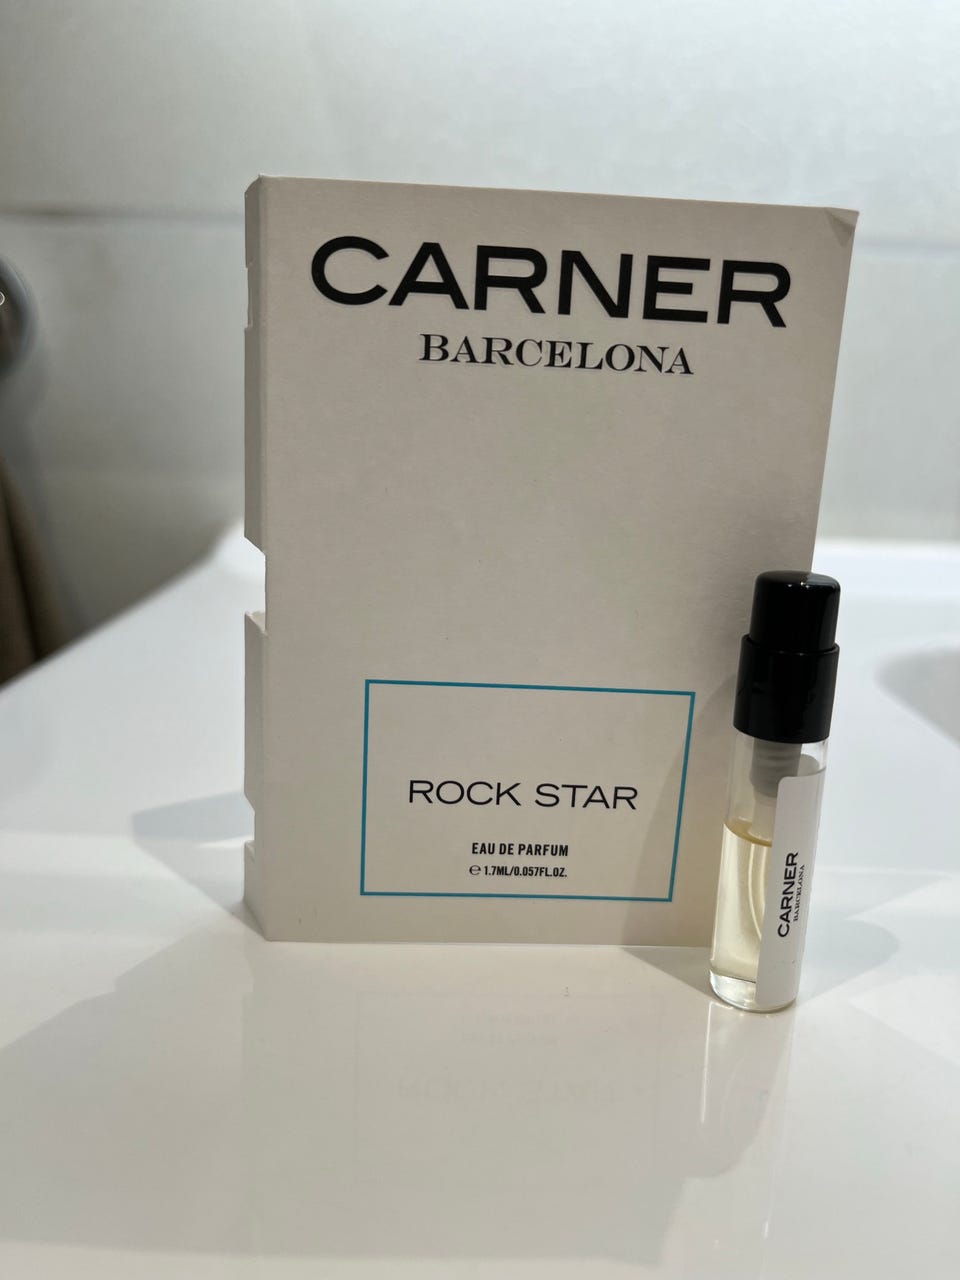 CARNER
BARCELONA
ROCK STAR
EAU DE PARFUM
℮ 1.7ML/0.057FL.OZ.
CARNER
BARCELONA